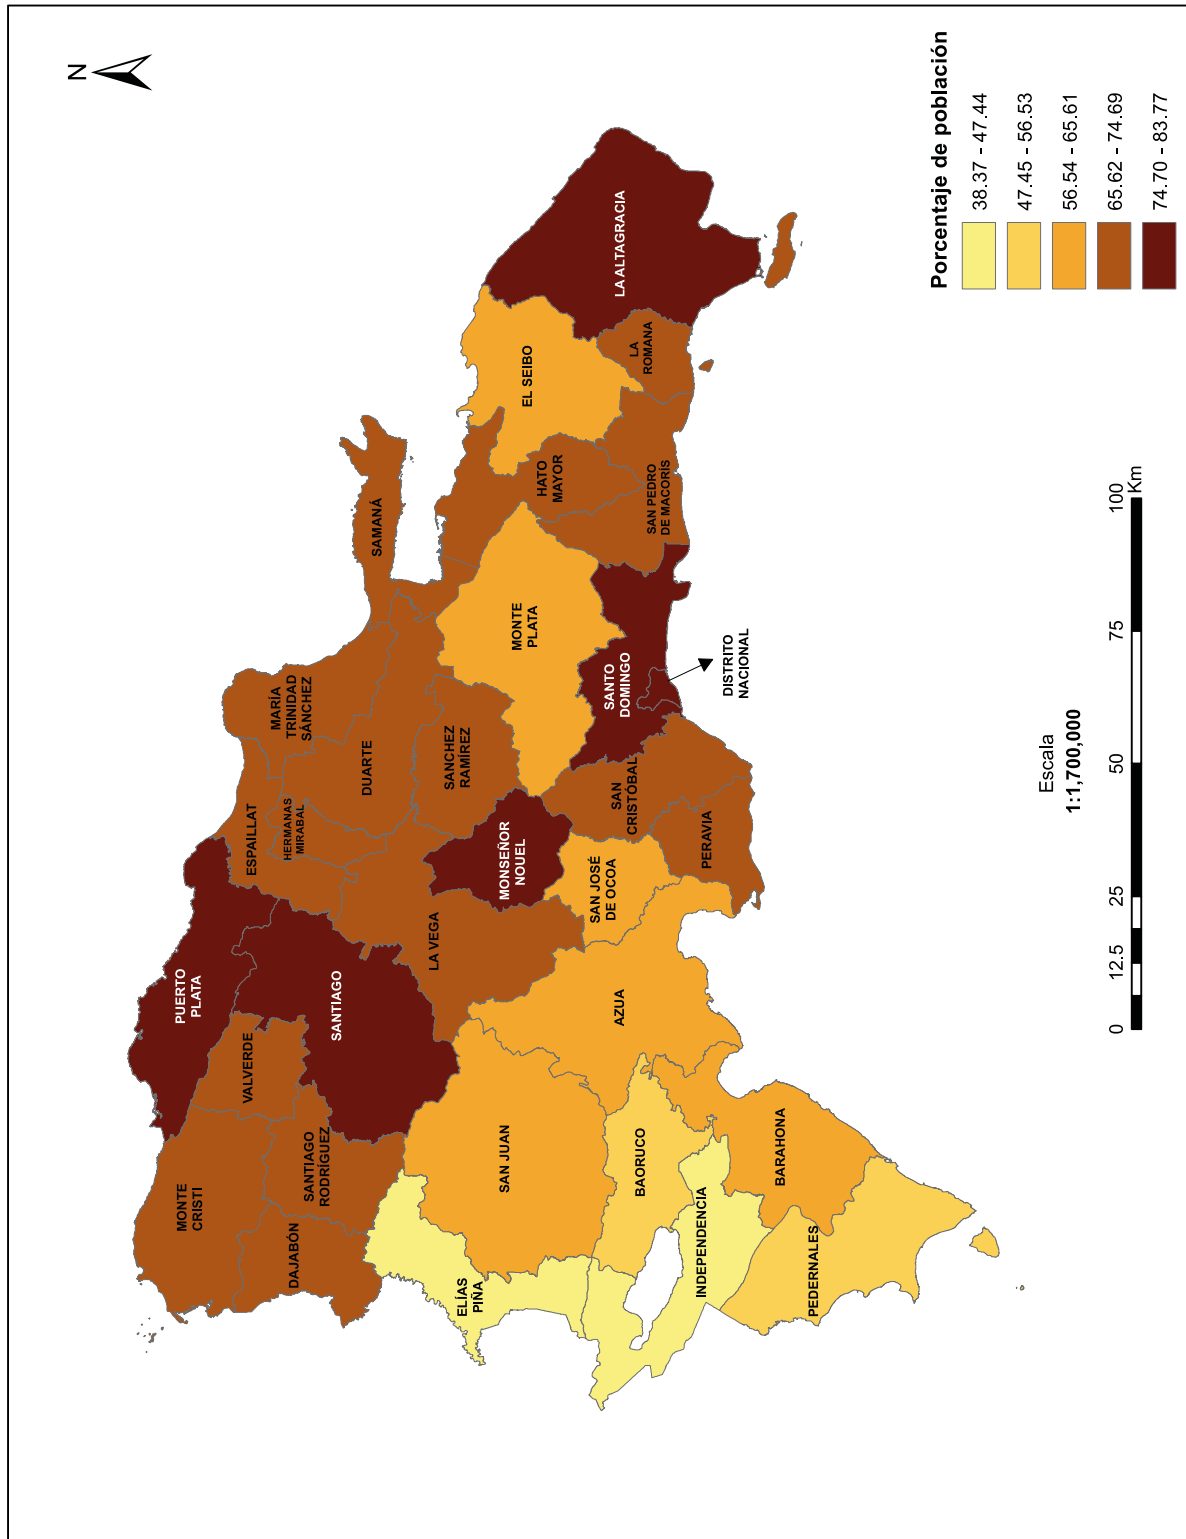 N
PUERTO
PLATA
MONTE
CRISTI
VALVERDE
ESPAILLAT
MARÍA
TRINIDAD
SÁNCHEZ
HERMANAS
MIRABAL
DAJABÓN
SANTIAGO
RODRÍGUEZ
SANTIAGO
DUARTE
SAMANÁ
LA VEGA
SANCHEZ
RAMÍREZ
ELÍAS
PIÑA
SAN JUAN
MONSEÑOR
NOUEL
MONTE
PLATA
HATO
MAYOR
EL SEIBO
LA ALTAGRACIA
SAN JOSÉ
DE OCOA
SAN
CRISTÓBAL
SANTO
DOMINGO
SAN PEDRO
DE MACORÍS
LA
ROMANA
AZUA
BAORUCO
PERAVIA
DISTRITO
NACIONAL
INDEPENDENCIA
BARAHONA
PEDERNALES
Porcentaje de población
38.37 - 47.44
47.45 - 56.53
56.54 - 65.61
65.62 - 74.69
74.70 - 83.77
Escala
1:1,700,000
0 12.5 25 50 75 100
Km